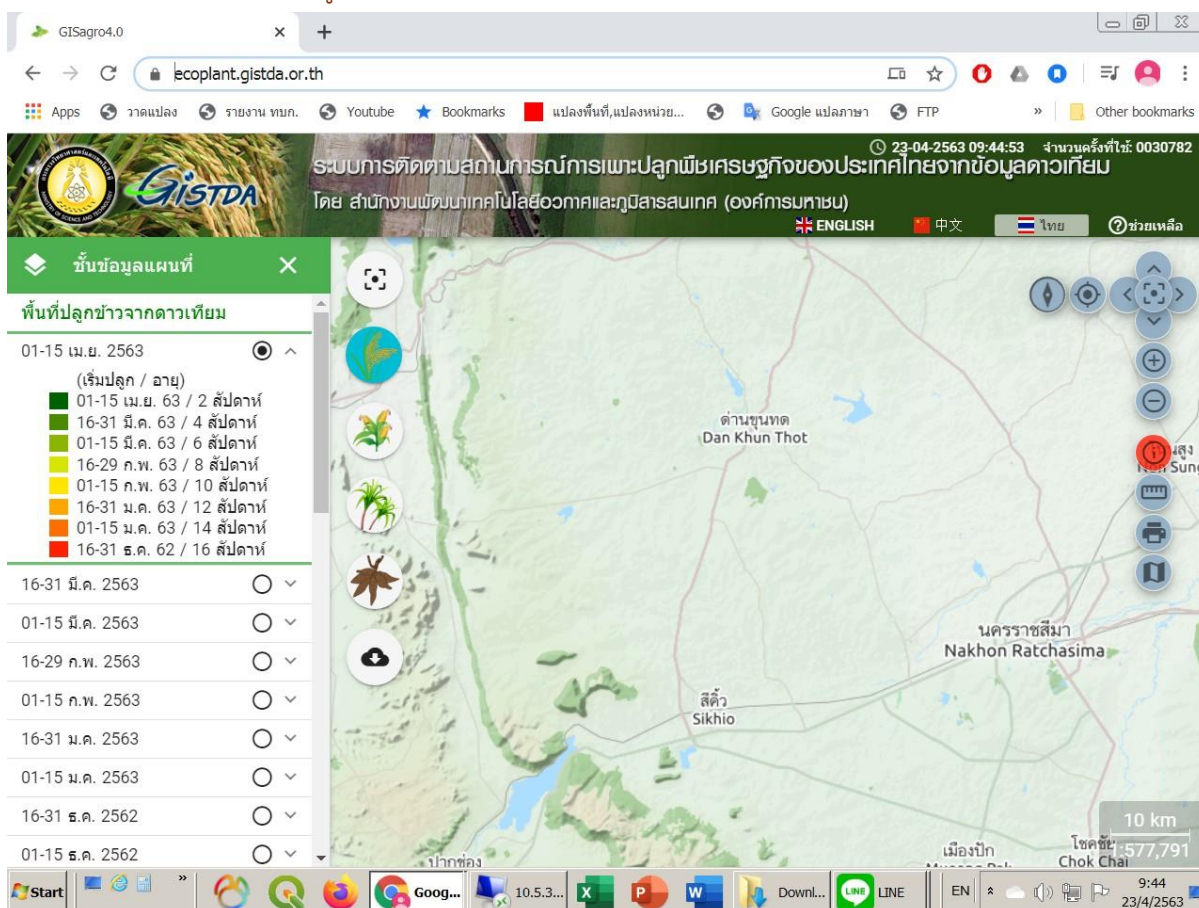 GISagro4.0
ecoplant.gistda.or.th
Apps
วาดแปลง
รายงาน ทบก.
Youtube
Bookmarks
แปลงพื้นที่,แปลงหน่วย...
Google แปลภาษา
FTP
»
Other bookmarks
23-04-2563 09:44:53 จำนวนครั้งที่ใช้: 0030782
GISTDA
ระบบการติดตามสถานการณ์การเพาะปลูกพืชเศรษฐกิจของประเทศไทยจากข้อมูลดาวเทียม
โดย สำนักงานพัฒนาเทคโนโลยีอวกาศและภูมิสารสนเทศ (องค์การมหาชน)
ENGLISH
中文
ไทย
ช่วยเหลือ
ชั้นข้อมูลแผนที่
พื้นที่ปลูกข้าวจากดาวเทียม
01-15 เม.ย. 2563
(เริ่มปลูก / อายุ)
01-15 เม.ย. 63 / 2 สัปดาห์
16-31 มี.ค. 63 / 4 สัปดาห์
01-15 มี.ค. 63 / 6 สัปดาห์
16-29 ก.พ. 63 / 8 สัปดาห์
01-15 ก.พ. 63 / 10 สัปดาห์
16-31 ม.ค. 63 / 12 สัปดาห์
01-15 ม.ค. 63 / 14 สัปดาห์
16-31 ธ.ค. 62 / 16 สัปดาห์
16-31 มี.ค. 2563
01-15 มี.ค. 2563
16-29 ก.พ. 2563
01-15 ก.พ. 2563
16-31 ม.ค. 2563
01-15 ม.ค. 2563
16-31 ธ.ค. 2562
01-15 ธ.ค. 2562
ด่านขุนทด
Dan Khun Thot
นครราชสีมา
Nakhon Ratchasima
สีคิ้ว
Sikhio
ปากช่อง
เมืองปัก
Chok Chai
10 km
:577,791
Start
»
Goog...
10.5.3...
Downl...
LINE
EN
9:44
23/4/2563